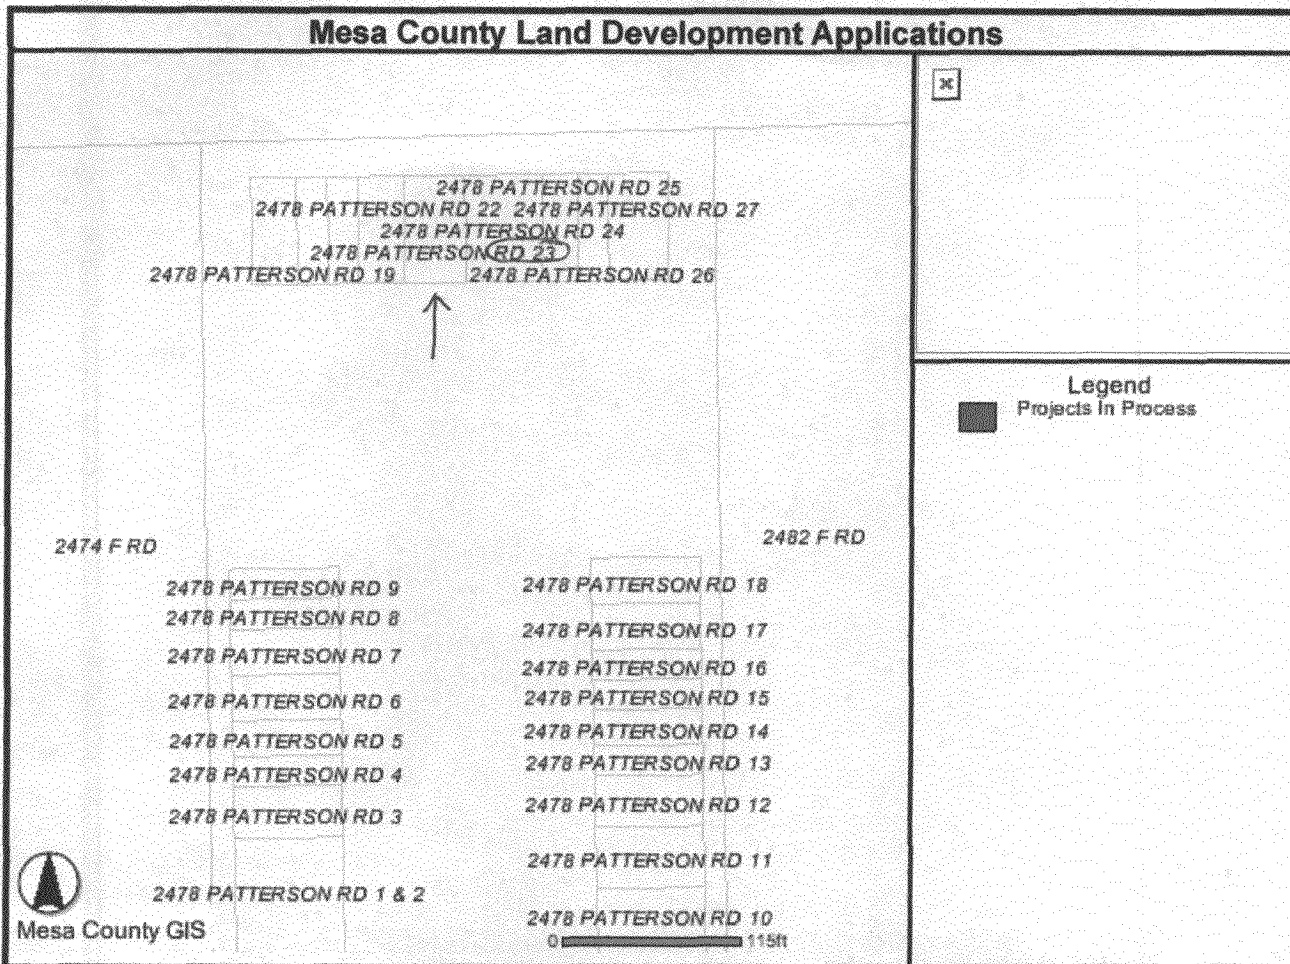 Mesa County Land Development Applications
2478 PATTERSON RD 25
2478 PATTERSON RD 22 2478 PATTERSON RD 27
2478 PATTERSON RD 24
2478 PATTERSON RD 23
2478 PATTERSON RD 19 2478 PATTERSON RD 26
2474 F RD
2482 F RD
2478 PATTERSON RD 9
2478 PATTERSON RD 8
2478 PATTERSON RD 7
2478 PATTERSON RD 6
2478 PATTERSON RD 5
2478 PATTERSON RD 4
2478 PATTERSON RD 3
2478 PATTERSON RD 1 & 2
2478 PATTERSON RD 18
2478 PATTERSON RD 17
2478 PATTERSON RD 16
2478 PATTERSON RD 15
2478 PATTERSON RD 14
2478 PATTERSON RD 13
2478 PATTERSON RD 12
2478 PATTERSON RD 11
2478 PATTERSON RD 10
Mesa County GIS
0 115ft
Legend
Projects In Process